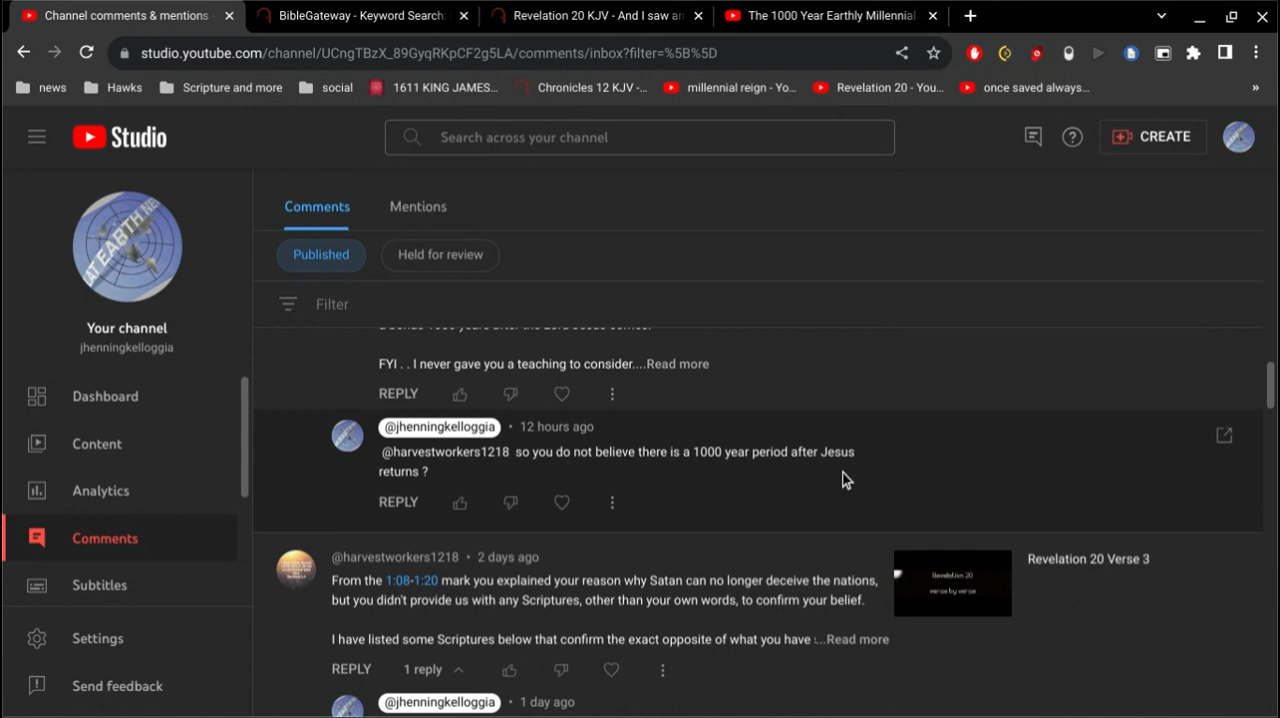 Channel comments & mentions -
BibleGateway - Keyword Search:
Revelation 20 KJV - And I saw an
The 1000 Year Earthly Millennial
studio.youtube.com/channel/UCngTBzX_89GyqRKpCF2g5LA/comments/inbox?filter=%5B%5D
news
Hawks
Scripture and more
social
1611 KING JAMES...
Chronicles 12 KJV -...
millennial reign - Yo...
Revelation 20 - You...
once saved always...
»
Studio
Search across your channel
CREATE
Your channel
jhenningkelloggia
Dashboard
Content
Analytics
Comments
Subtitles
Settings
Send feedback
Comments
Mentions
Published
Held for review
Filter
FYI . . I never gave you a teaching to consider....Read more
REPLY
@jhenningkelloggia • 12 hours ago
@harvestworkers1218 so you do not believe there is a 1000 year period after Jesus
returns ?
REPLY
@harvestworkers1218 • 2 days ago
From the 1:08-1:20 mark you explained your reason why Satan can no longer deceive the nations,
but you didn't provide us with any Scriptures, other than your own words, to confirm your belief.
I have listed some Scriptures below that confirm the exact opposite of what you have :...Read more
REPLY
1 reply
Revelation 20
verse by verse
Revelation 20 Verse 3
@jhenningkelloggia • 1 day ago